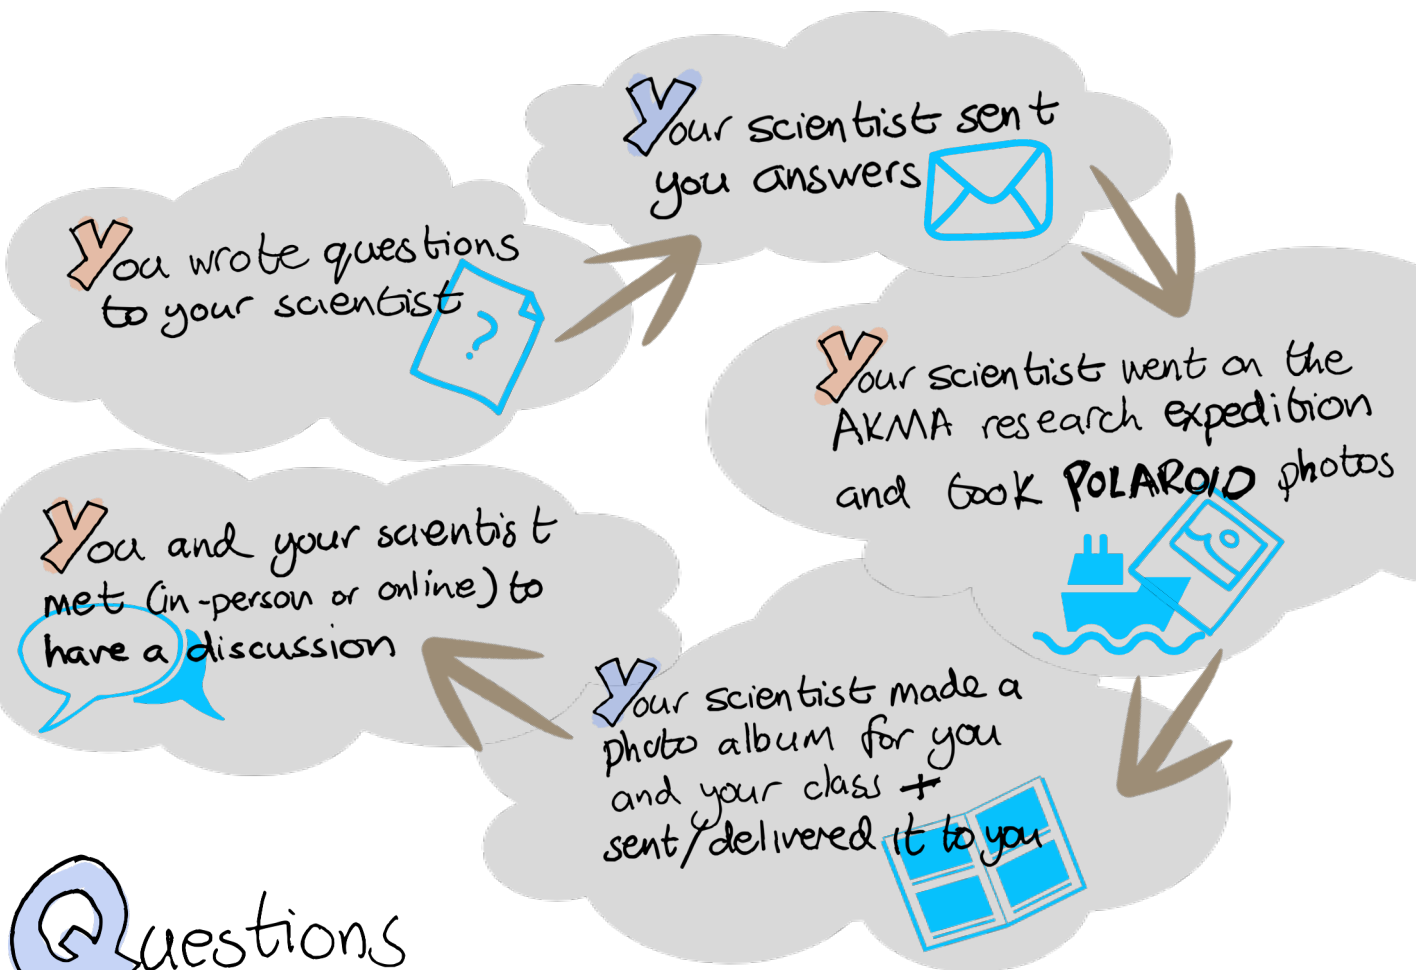 You wrote questions
to your scientist
?
Your scientist sent
you answers
Your scientist went on the
AKMA research expedition
and took POLAROID photos
Your scientist made a
photo album for you
and your class +
sent/delivered it to you
You and your scientist
met (in-person or online) to
have a discussion
Questions